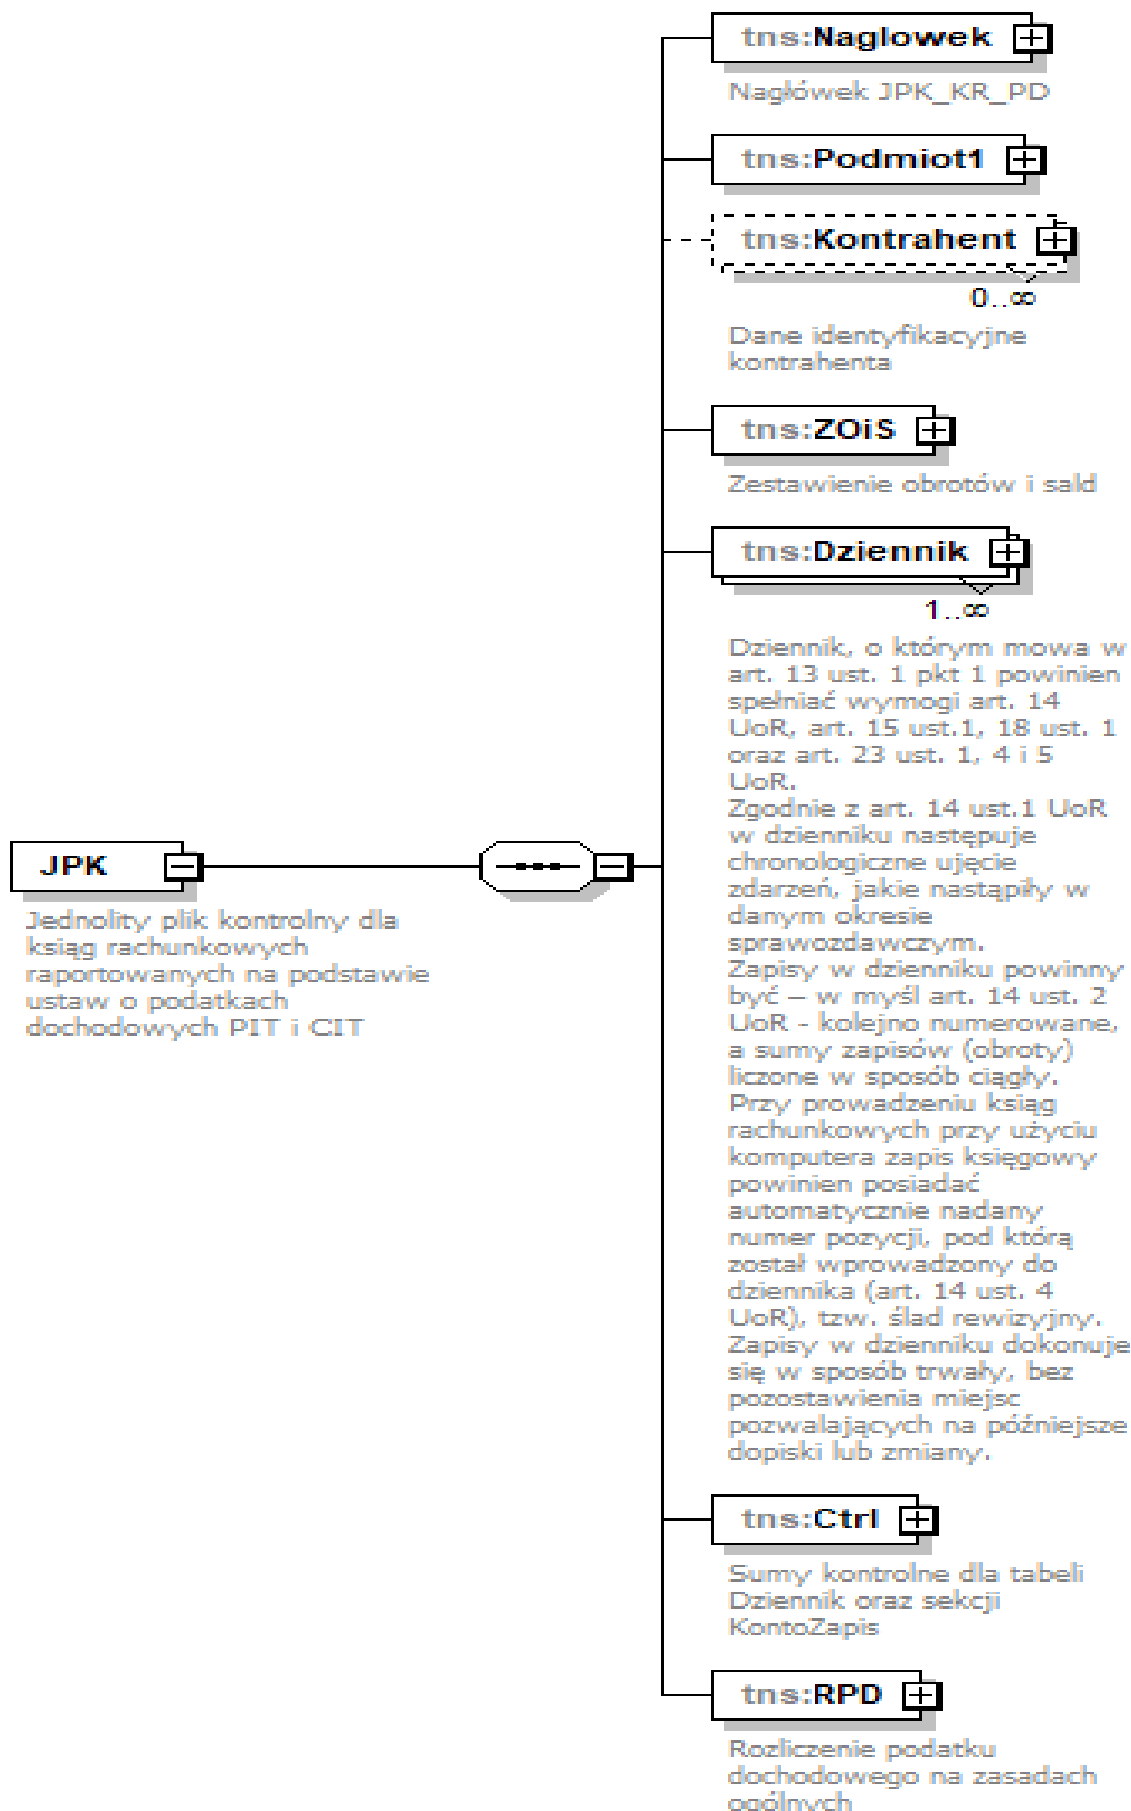 tns:Naglowek
Nagłówek JPK_KR_PD
tns:Podmiot1
tns:Kontrahent
0..∞
Dane identyfikacyjne
kontrahenta
tns:ZOiS
Zestawienie obrotów i sald
tns:Dziennik
1..∞
Dziennik, o którym mowa w
art. 13 ust. 1 pkt 1 powinien
spełniać wymogi art. 14
UoR, art. 15 ust.1, 18 ust. 1
oraz art. 23 ust. 1, 4 i 5
UoR.
Zgodnie z art. 14 ust.1 UoR
w dzienniku następuje
chronologiczne ujęcie
zdarzeń, jakie nastąpiły w
danym okresie
sprawozdawczym.
Zapisy w dzienniku powinny
być – w myśl art. 14 ust. 2
UoR - kolejno numerowane,
a sumy zapisów (obroty)
liczone w sposób ciągły.
Przy prowadzeniu ksiąg
rachunkowych przy użyciu
komputera zapis księgowy
powinien posiadać
automatycznie nadany
numer pozycji, pod którą
został wprowadzony do
dziennika (art. 14 ust. 4
UoR), tzw. ślad rewizyjny.
Zapisy w dzienniku dokonuje
się w sposób trwały, bez
pozostawienia miejsc
pozwalających na późniejsze
dopiski lub zmiany.
JPK
Jednolity plik kontrolny dla
ksiąg rachunkowych
raportowanych na podstawie
ustaw o podatkach
dochodowych PIT i CIT
tns:Ctrl
Sumy kontrolne dla tabeli
Dziennik oraz sekcji
KontoZapis
tns:RPD
Rozliczenie podatku
dochodowego na zasadach
ogólnych